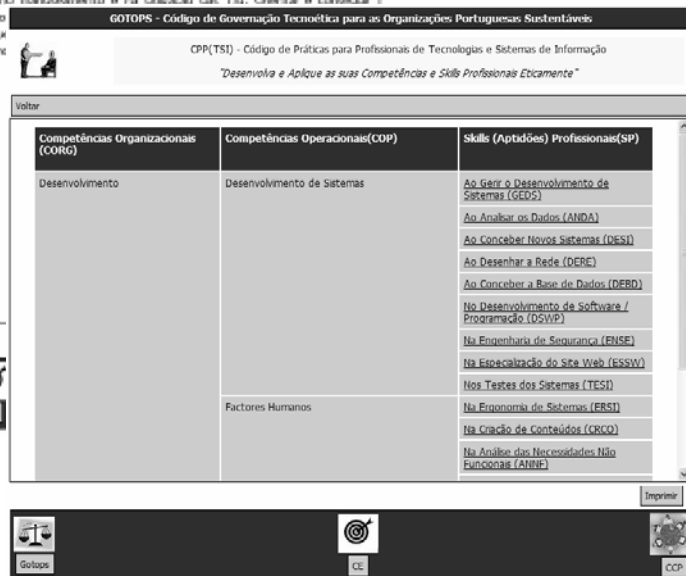 GOTOPS - Código de Governação Tecnoética para as Organizações Portuguesas Sustentáveis
CPP(TSI) - Código de Práticas para Profissionais de Tecnologias e Sistemas de Informação
"Desenvolva e Aplique as suas Competências e Skills Profissionais Eticamente"
Voltar
Competências Organizacionais (CORG)
Competências Operacionais(COP)
Skills (Aptidões) Profissionais(SP)
Desenvolvimento
Desenvolvimento de Sistemas
Ao Gerir o Desenvolvimento de
Sistemas (GEDS)
Ao Analisar os Dados (ANDA)
Ao Conceber Novos Sistemas (DESI)
Ao Desenhar a Rede (DERE)
Ao Conceber a Base de Dados (DEBD)
No Desenvolvimento de Software /
Programação (DSWP)
Na Engenharia de Segurança (ENSE)
Na Especialização do Site Web (ESSW)
Nos Testes dos Sistemas (TESI)
Factores Humanos
Na Ergonomia de Sistemas (ERSI)
Na Criação de Conteúdos (CRCO)
Na Análise das Necessidades Não
Funcionais (ANNF)
Imprimir
Gotops
CE
CCP